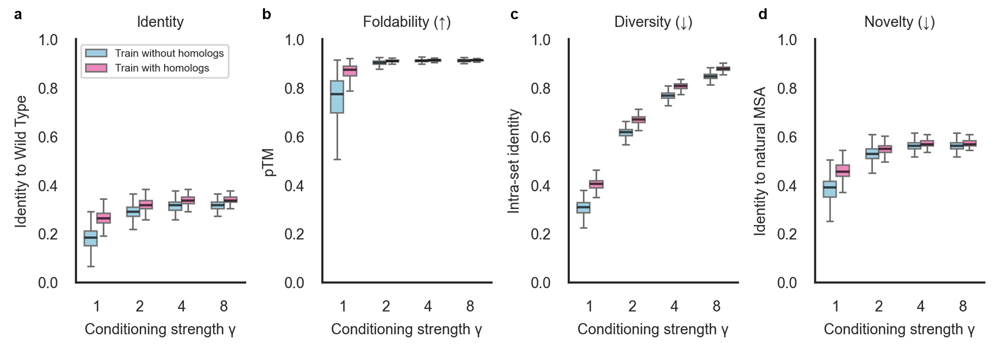 a
Identity
1.0
0.8
0.6
0.4
0.2
0.0
Identity to Wild Type
Train without homologs
Train with homologs
1 2 4 8
Conditioning strength γ
b
Foldability (↑)
1.0
0.8
0.6
0.4
0.2
0.0
pTM
1 2 4 8
Conditioning strength γ
c
Diversity (↓)
1.0
0.8
0.6
0.4
0.2
0.0
Intra-set identity
1 2 4 8
Conditioning strength γ
d
Novelty (↓)
1.0
0.8
0.6
0.4
0.2
0.0
Identity to natural MSA
1 2 4 8
Conditioning strength γ